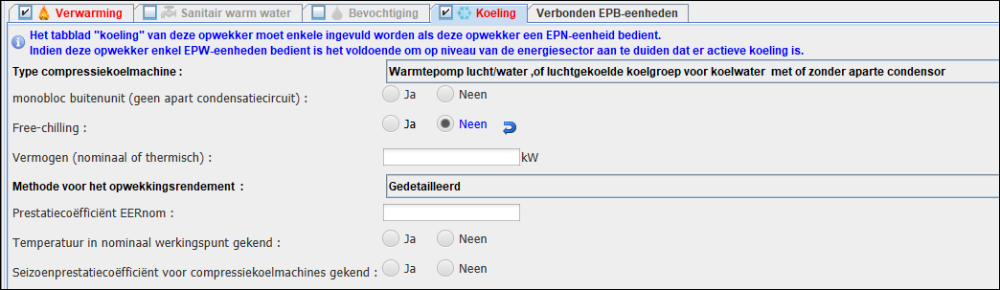 Verwarming Sanitair warm water Bevochtiging Koeling Verbonden EPB-eenheden
Het tabblad "koeling" van deze opwekker moet enkele ingevuld worden als deze opwekker een EPN-eenheid bedient.
Indien deze opwekker enkel EPW-eenheden bedient is het voldoende om op niveau van de energiesector aan te duiden dat er actieve koeling is.
Type compressiekoelmachine : Warmtepomp lucht/water ,of luchtgekoelde koelgroep voor koelwater met of zonder aparte condensor
monobloc buitenunit (geen apart condensatiecircuit) : Ja Neen
Free-chilling : Ja Neen
Vermogen (nominaal of thermisch) : kW
Methode voor het opwekkingsrendement : Gedetailleerd
Prestatiecoëfficiënt EERnom :
Temperatuur in nominaal werkingspunt gekend : Ja Neen
Seizoenprestatiecoëfficiënt voor compressiekoelmachines gekend : Ja Neen